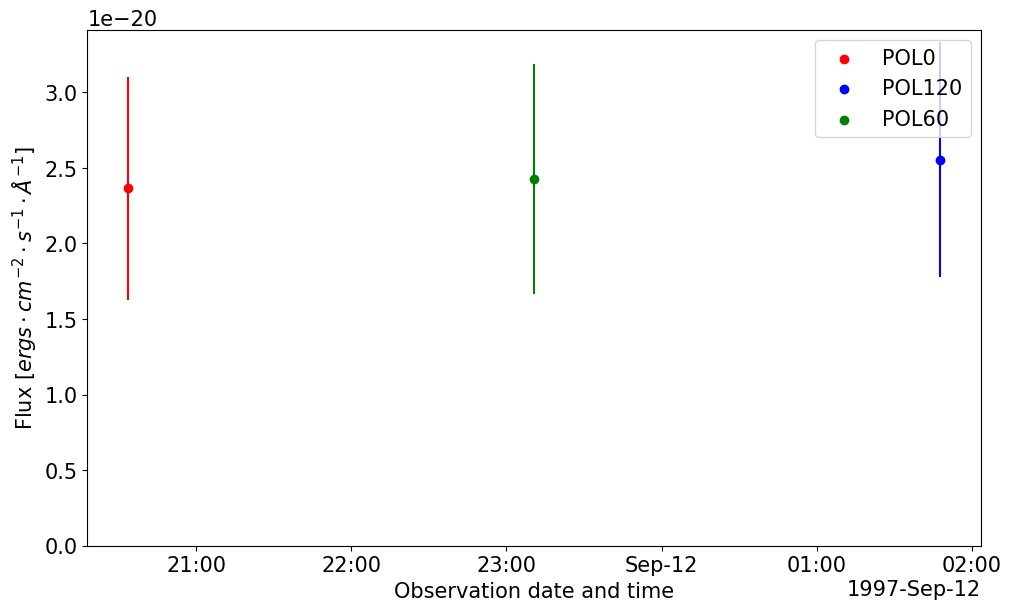 1e−20
POL0
POL120
POL60
3.0
2.5
2.0
1.5
1.0
0.5
0.0
Flux [ergs · cm⁻² · s⁻¹ · Å⁻¹]
21:00 22:00 23:00 Sep-12 01:00 02:00
1997-Sep-12
Observation date and time